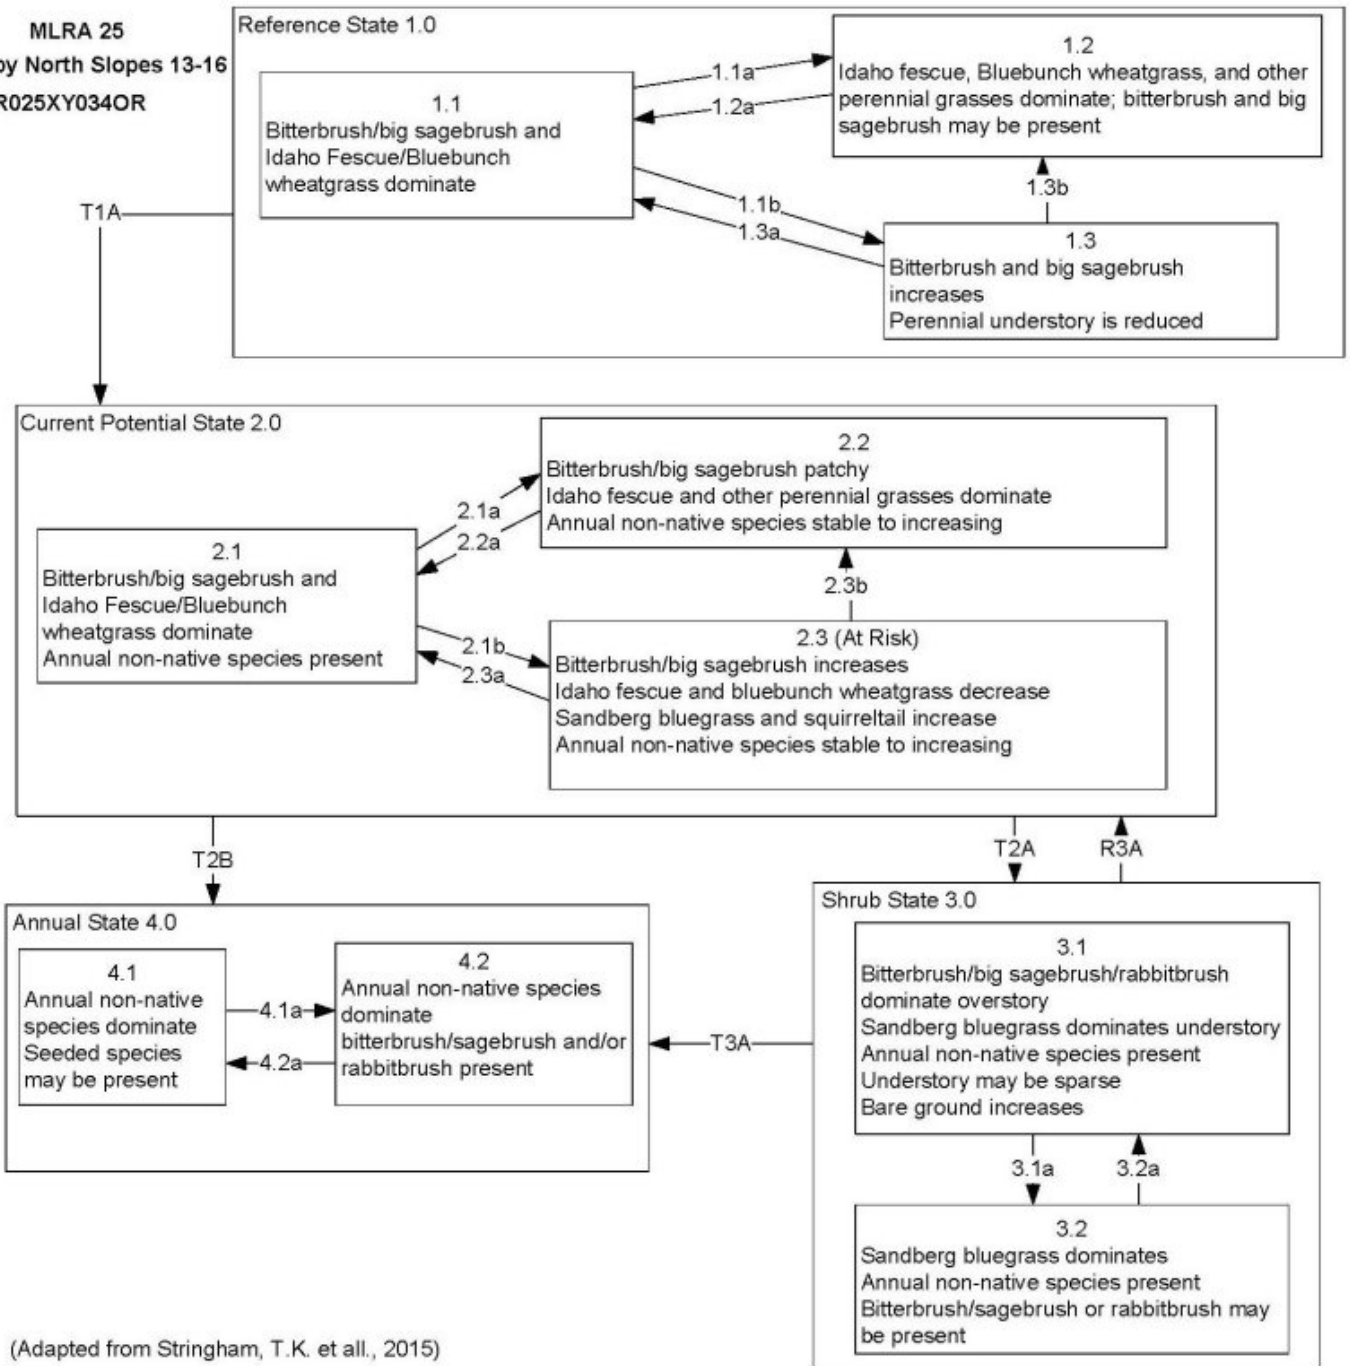 MLRA 25
by North Slopes 13-16
R025XY034OR
Reference State 1.0
1.1
Bitterbrush/big sagebrush and
Idaho Fescue/Bluebunch
wheatgrass dominate
1.1a
1.2a
1.2
Idaho fescue, Bluebunch wheatgrass, and other
perennial grasses dominate; bitterbrush and big
sagebrush may be present
1.1b
1.3a
1.3b
1.3
Bitterbrush and big sagebrush
increases
Perennial understory is reduced
T1A
Current Potential State 2.0
2.1
Bitterbrush/big sagebrush and
Idaho Fescue/Bluebunch
wheatgrass dominate
Annual non-native species present
2.1a
2.2a
2.2
Bitterbrush/big sagebrush patchy
Idaho fescue and other perennial grasses dominate
Annual non-native species stable to increasing
2.3b
2.1b
2.3a
2.3 (At Risk)
Bitterbrush/big sagebrush increases
Idaho fescue and bluebunch wheatgrass decrease
Sandberg bluegrass and squirreltail increase
Annual non-native species stable to increasing
T2B
T2A
R3A
Annual State 4.0
4.1
Annual non-native
species dominate
Seeded species
may be present
4.1a
4.2a
4.2
Annual non-native species
dominate
bitterbrush/sagebrush and/or
rabbitbrush present
T3A
Shrub State 3.0
3.1
Bitterbrush/big sagebrush/rabbitbrush
dominate overstory
Sandberg bluegrass dominates understory
Annual non-native species present
Understory may be sparse
Bare ground increases
3.1a
3.2a
3.2
Sandberg bluegrass dominates
Annual non-native species present
Bitterbrush/sagebrush or rabbitbrush may
be present
(Adapted from Stringham, T.K. et all., 2015)